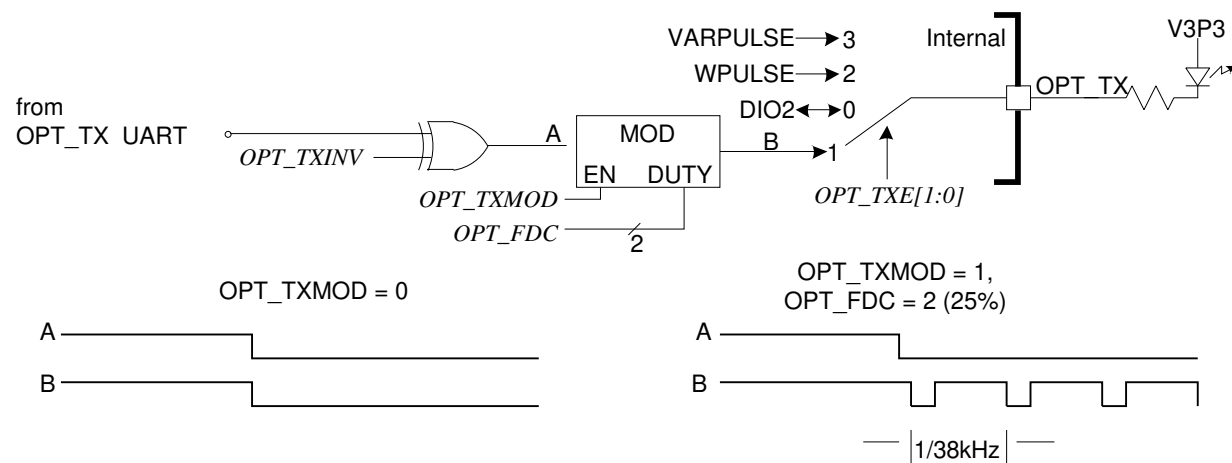 VARPULSE 3
Internal
V3P3
WPULSE 2
OPT_TX
from
OPT_TX UART
DIO2 0
A
MOD
B
1
OPT_TXINV
EN DUTY
OPT_TXMOD
OPT_TXE[1:0]
OPT_FDC
2
OPT_TXMOD = 0
OPT_TXMOD = 1,
OPT_FDC = 2 (25%)
A
B
A
B
1/38kHz